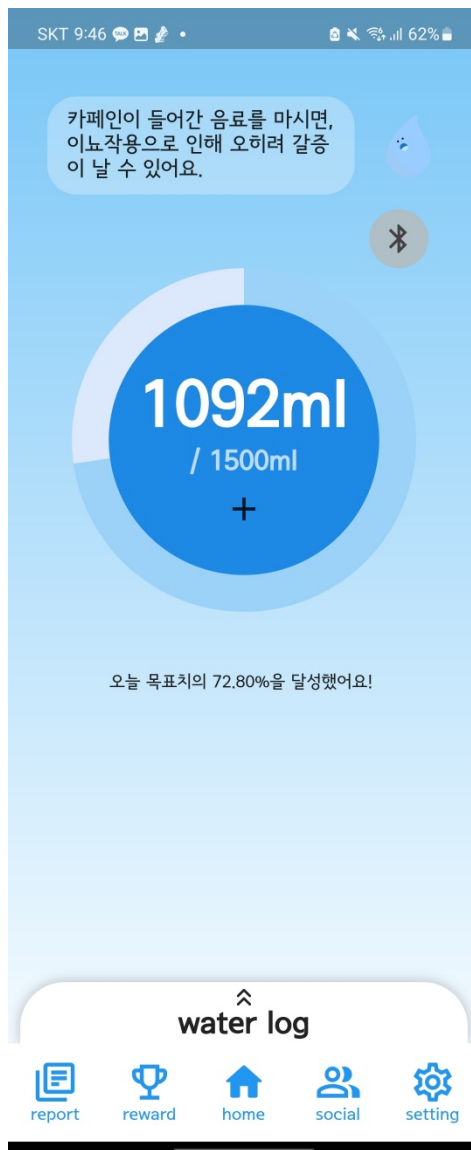 SKT 9:46
62%
카페인이 들어간 음료를 마시면,
이뇨작용으로 인해 오히려 갈증
이 날 수 있어요.
1092ml
/ 1500ml
+
오늘 목표치의 72.80%을 달성했어요!
water log
report reward home social setting